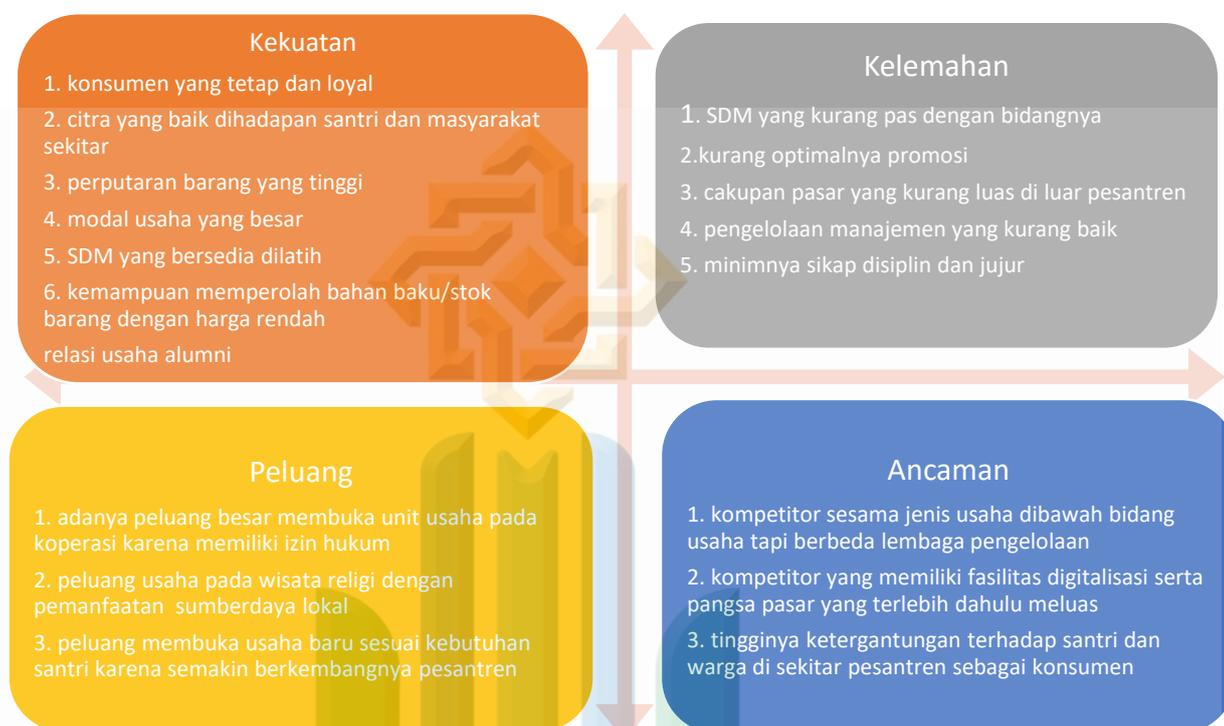 Kekuatan
1. konsumen yang tetap dan loyal
2. citra yang baik dihadapan santri dan masyarakat
sekitar
3. perputaran barang yang tinggi
4. modal usaha yang besar
5. SDM yang bersedia dilatih
6. kemampuan memperolah bahan baku/stok
barang dengan harga rendah
relasi usaha alumni
Kelemahan
1. SDM yang kurang pas dengan bidangnya
2.kurang optimalnya promosi
3. cakupan pasar yang kurang luas di luar pesantren
4. pengelolaan manajemen yang kurang baik
5. minimnya sikap disiplin dan jujur
Peluang
1. adanya peluang besar membuka unit usaha pada
koperasi karena memiliki izin hukum
2. peluang usaha pada wisata religi dengan
pemanfaatan sumberdaya lokal
3. peluang membuka usaha baru sesuai kebutuhan
santri karena semakin berkembangnya pesantren
Ancaman
1. kompetitor sesama jenis usaha dibawah bidang
usaha tapi berbeda lembaga pengelolaan
2. kompetitor yang memiliki fasilitas digitalisasi serta
pangsa pasar yang terlebih dahulu meluas
3. tingginya ketergantungan terhadap santri dan
warga di sekitar pesantren sebagai konsumen